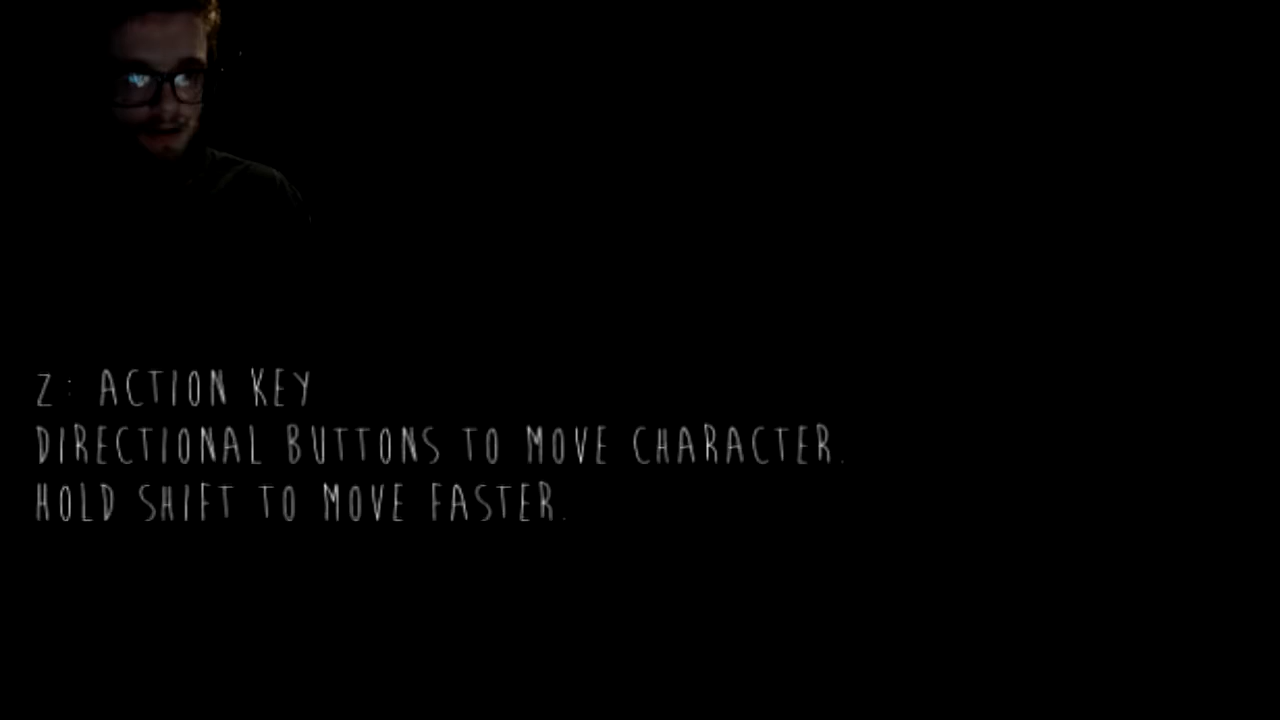 Z: ACTION KEY
DIRECTIONAL BUTTONS TO MOVE CHARACTER.
HOLD SHIFT TO MOVE FASTER.